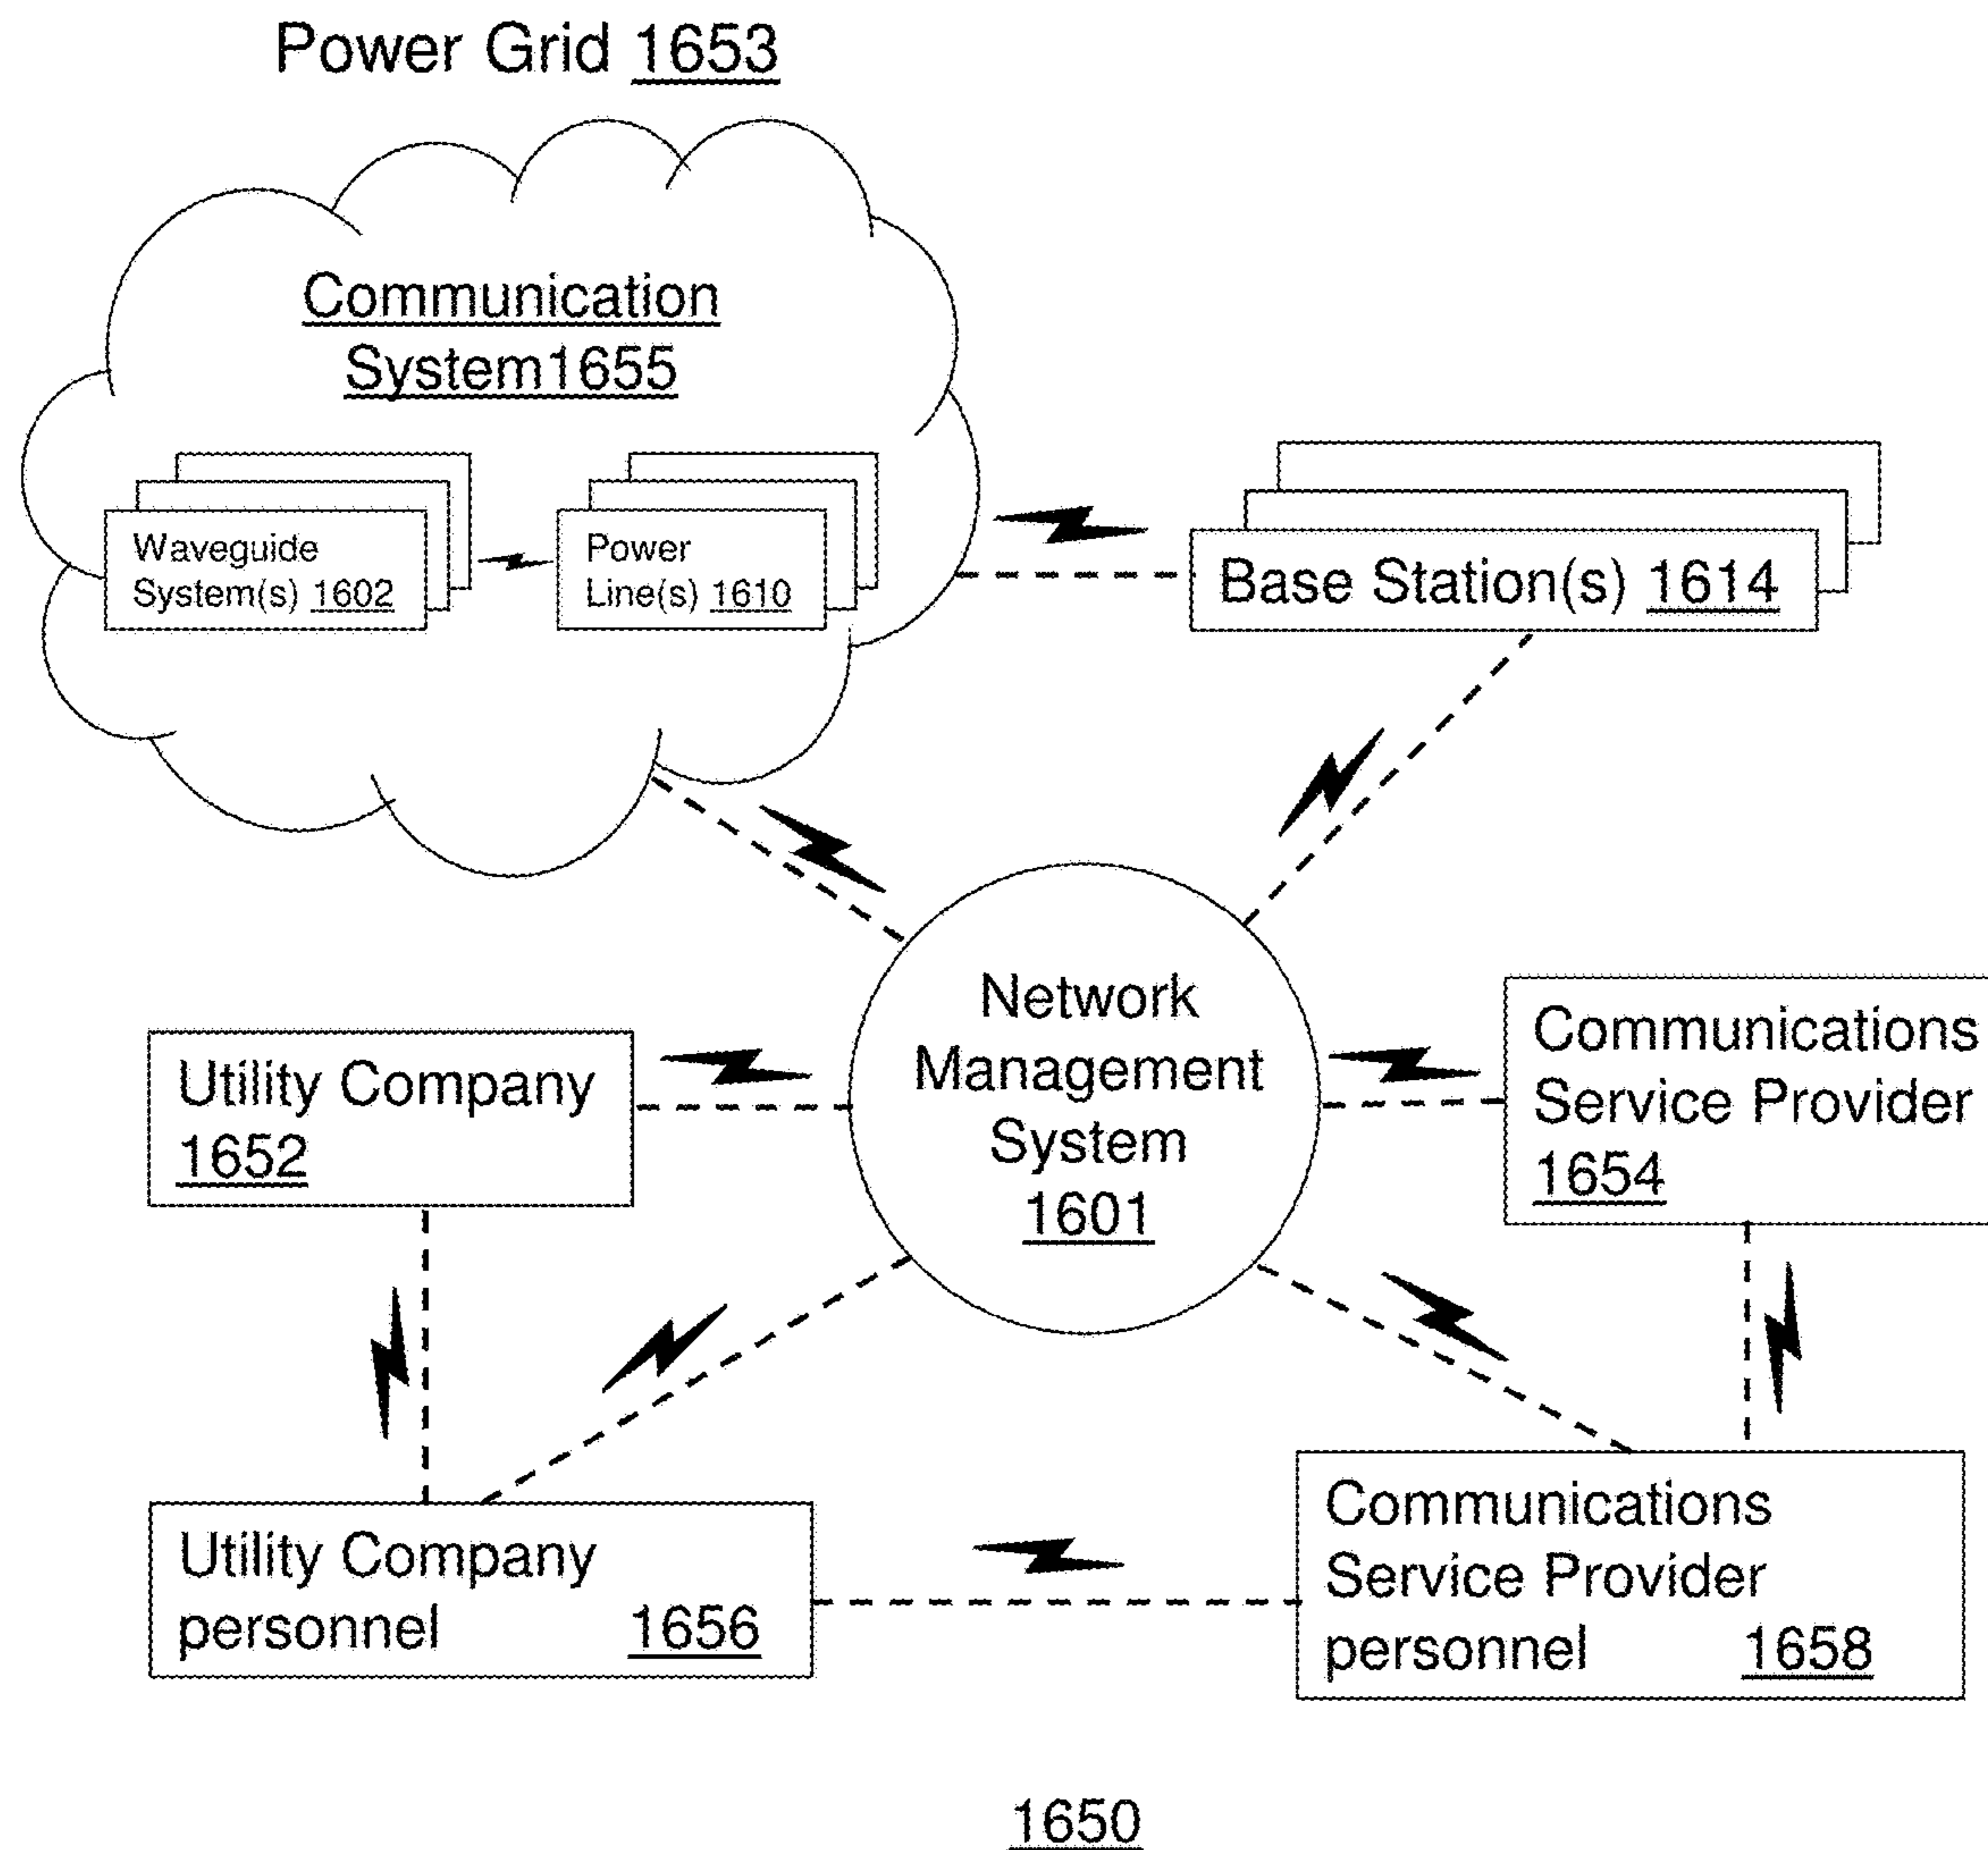 Power Grid 1653
Communication
System1655
Waveguide
System(s) 1602
Power
Line(s) 1610
Base Station(s) 1614
Network
Management
System
1601
Utility Company
1652
Communications
Service Provider
1654
Utility Company
personnel 1656
Communications
Service Provider
personnel 1658
1650